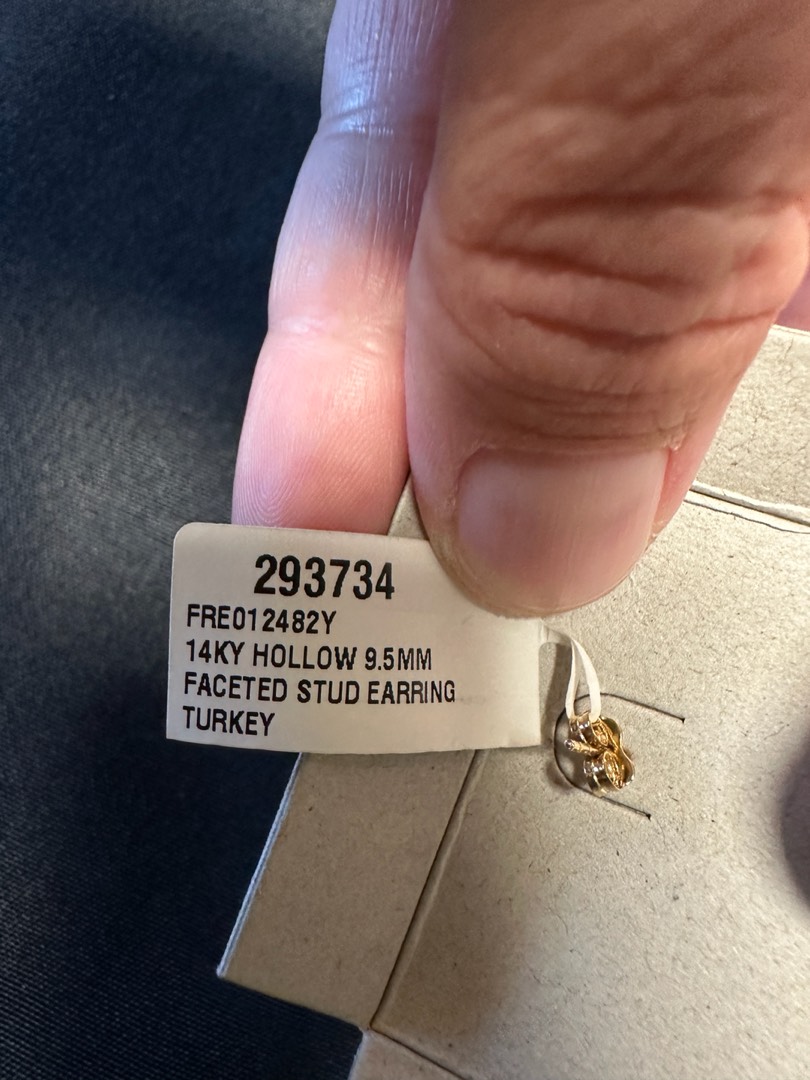 293734
FRE012482Y
14KY HOLLOW 9.5MM
FACETED STUD EARRING
TURKEY